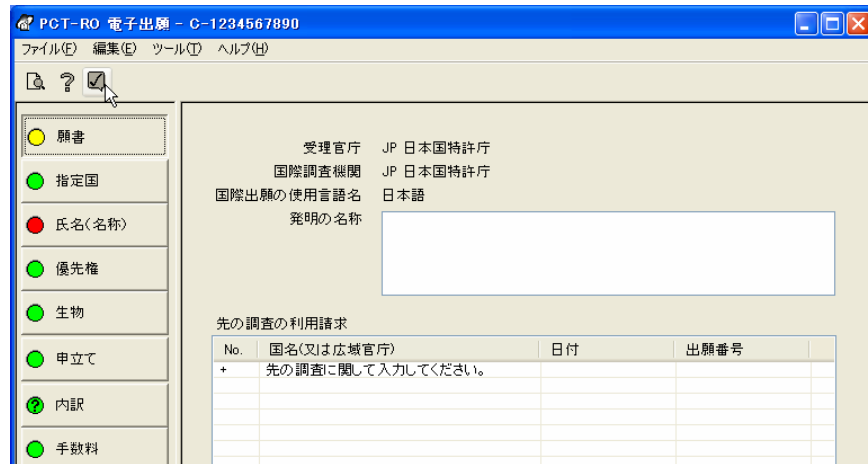 PCT-RO 電子出願 - C-1234567890
ファイル(F) 編集(E) ツール(T) ヘルプ(H)
願書
指定国
氏名(名称)
優先権
生物
申立て
内訳
手数料
受理官庁 JP 日本国特許庁
国際調査機関 JP 日本国特許庁
国際出願の使用言語名 日本語
発明の名称
先の調査の利用請求
No. 国名(又は広域官庁) 日付 出願番号
+ 先の調査に関して入力してください。